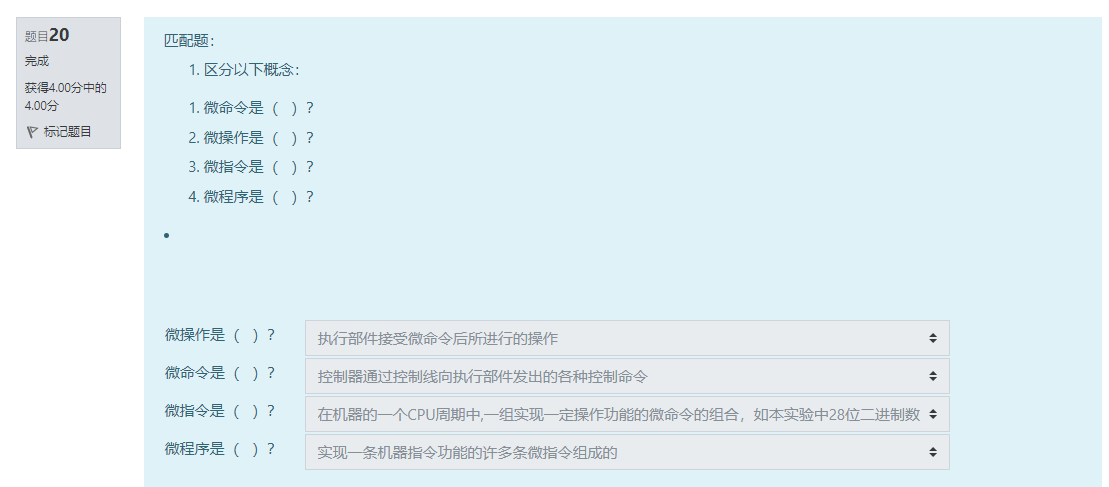 题目20
完成
获得4.00分中的
4.00分
标记题目
匹配题：
1. 区分以下概念：
1. 微命令是（ ）？
2. 微操作是（ ）？
3. 微指令是（ ）？
4. 微程序是（ ）？
微操作是（ ）？ 执行部件接受微命令后所进行的操作
微命令是（ ）？ 控制器通过控制线向执行部件发出的各种控制命令
微指令是（ ）？ 在机器的一个CPU周期中,一组实现一定操作功能的微命令的组合，如本实验中28位二进制数
微程序是（ ）？ 实现一条机器指令功能的许多条微指令组成的